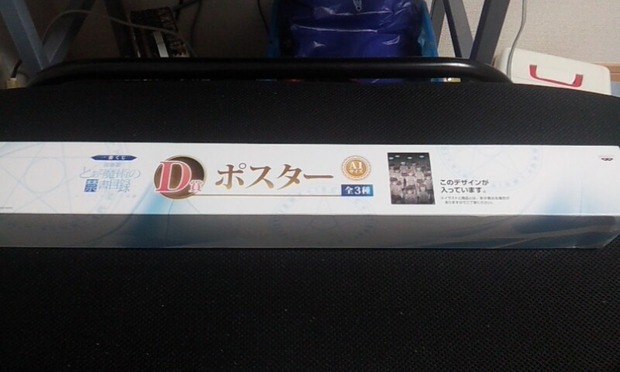 一番くじ
とある魔術の
禁書目録
D賞
ポスター
A1
サイズ
全3種
このデザインが
入っています。